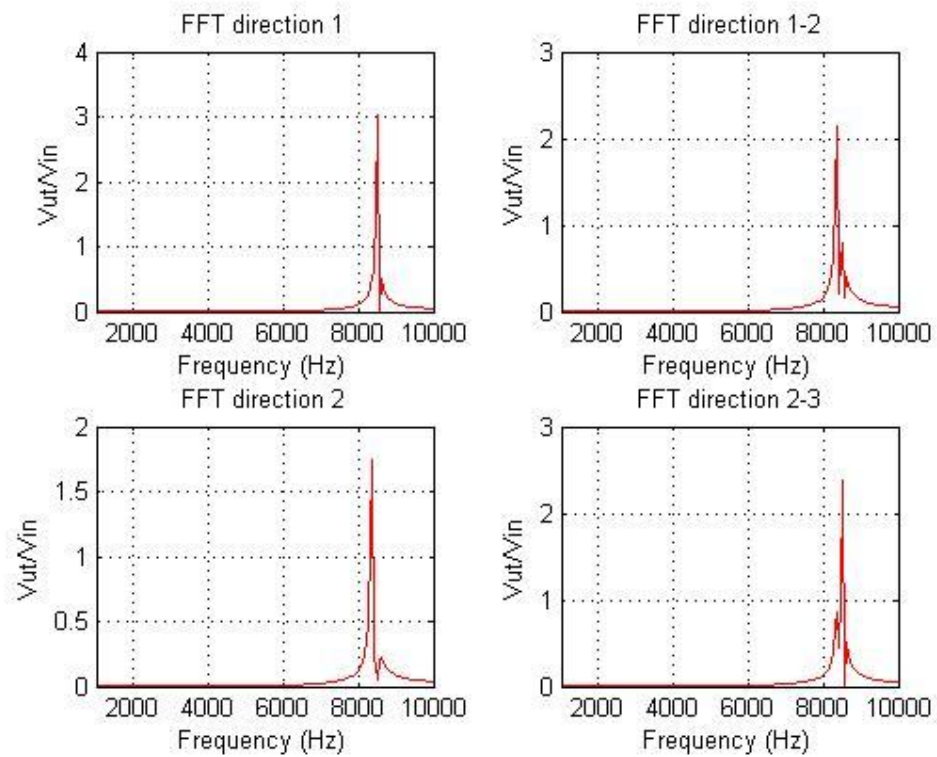 FFT direction 1
4
3
2
1
0
Vut/Vin
2000 4000 6000 8000 10000
Frequency (Hz)
FFT direction 1-2
3
2
1
0
Vut/Vin
2000 4000 6000 8000 10000
Frequency (Hz)
FFT direction 2
2
1.5
1
0.5
0
Vut/Vin
2000 4000 6000 8000 10000
Frequency (Hz)
FFT direction 2-3
3
2
1
0
Vut/Vin
2000 4000 6000 8000 10000
Frequency (Hz)